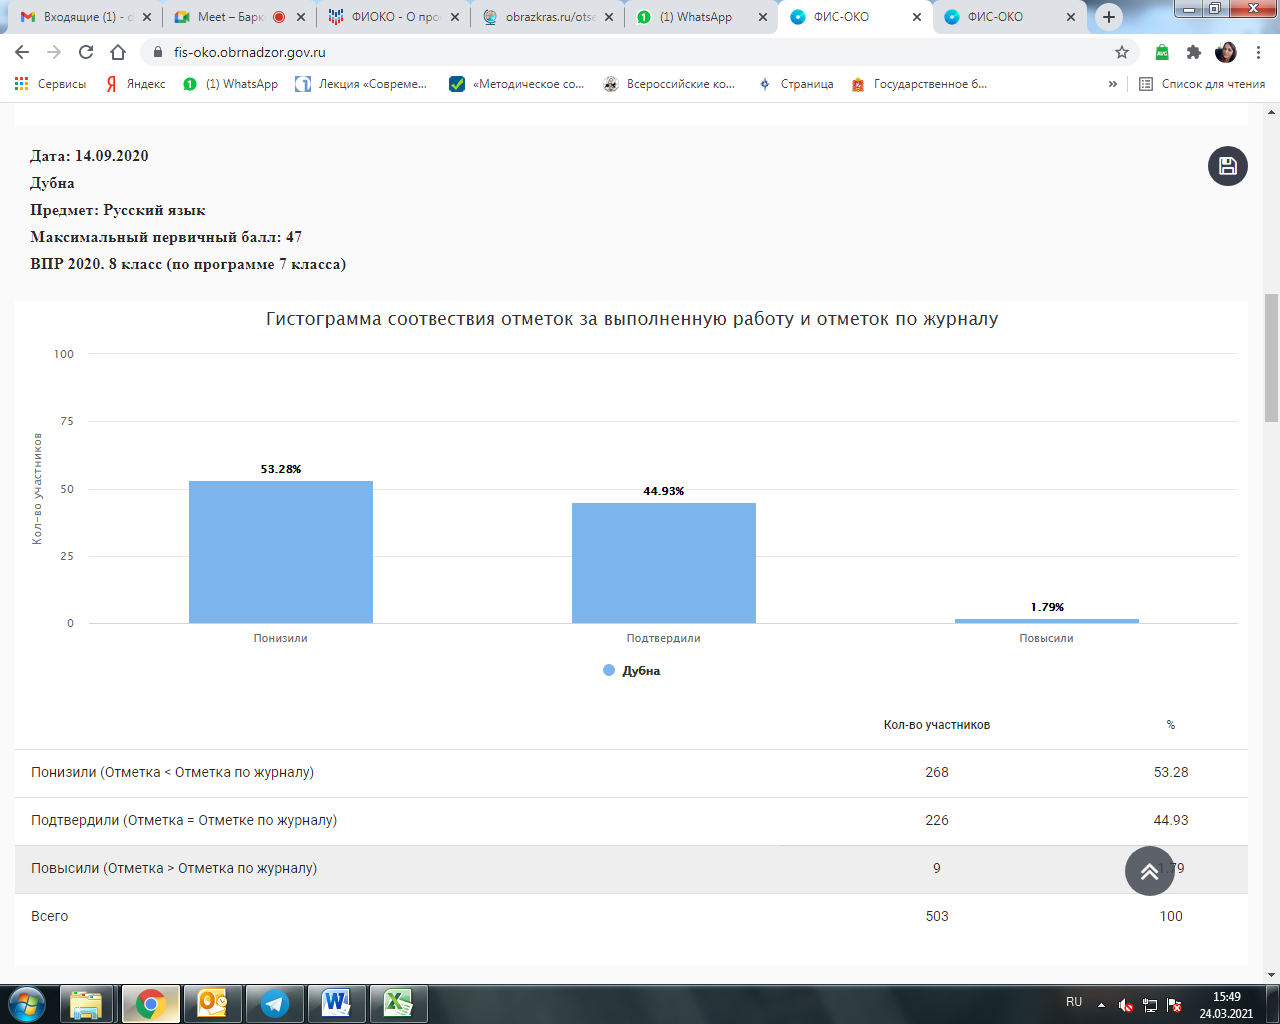 Входящие (1) - d
Meet – Барк
ФИОКО - О про
obrazkras.ru/otse
(1) WhatsApp
ФИС-ОКО
ФИС-ОКО
fis-oko.obrnadzor.gov.ru
Сервисы
Яндекс
(1) WhatsApp
Лекция «Совреме...
«Методическое со...
Всероссийские ко...
Страница
Государственное б...
»
Список для чтения
Дата: 14.09.2020
Дубна
Предмет: Русский язык
Максимальный первичный балл: 47
ВПР 2020. 8 класс (по программе 7 класса)
Гистограмма соотвествия отметок за выполненную работу и отметок по журналу
100
75
50
25
0
Кол-во участников
53.28%
44.93%
1.79%
Понизили
Подтвердили
Повысили
Дубна
Кол-во участников %
Понизили (Отметка < Отметка по журналу) 268 53.28
Подтвердили (Отметка = Отметке по журналу) 226 44.93
Повысили (Отметка > Отметка по журналу) 9 1.79
Всего 503 100
RU
15:49
24.03.2021